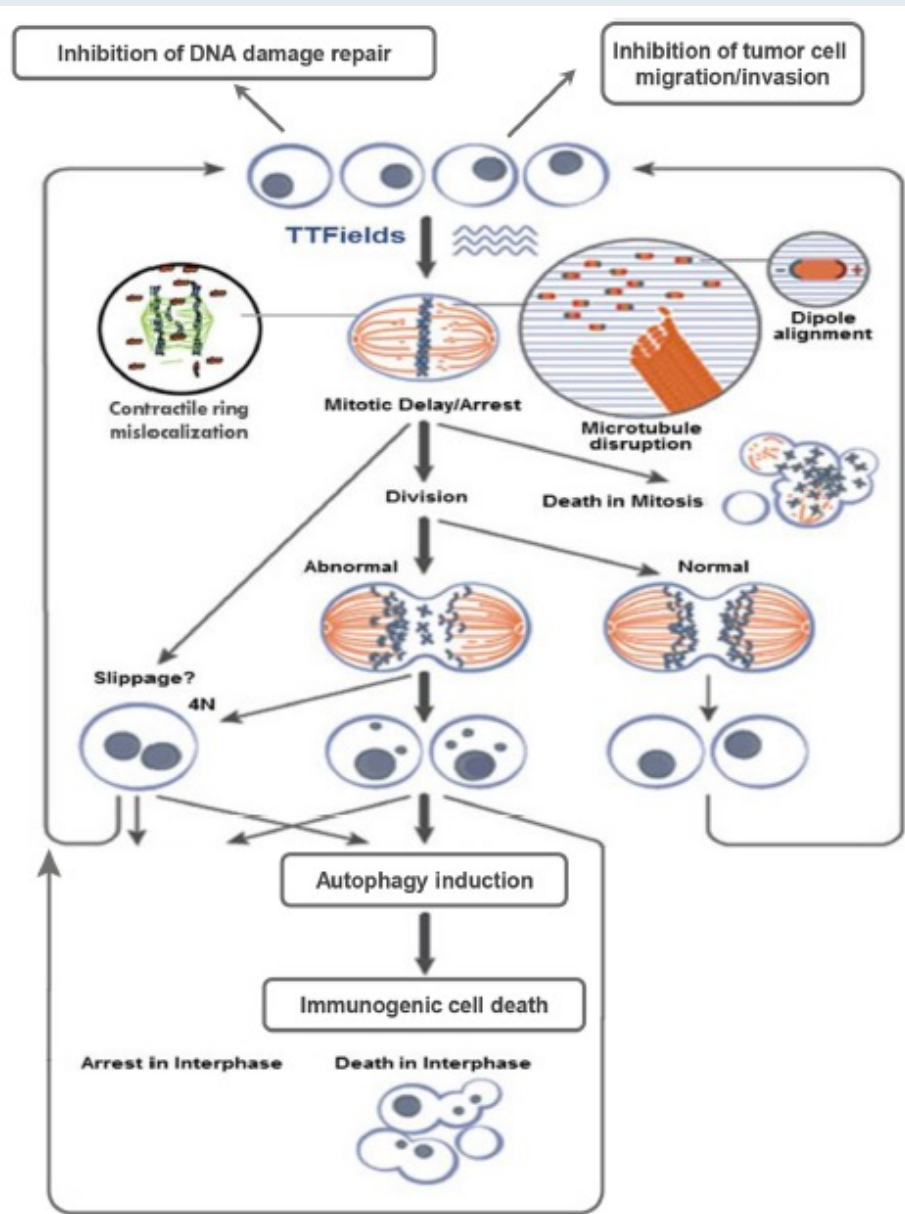 Inhibition of DNA damage repair
Inhibition of tumor cell
migration/invasion
TTFields
- +
Dipole
alignment
Contractile ring
mislocalization
Mitotic Delay/Arrest
Microtubule
disruption
Division
Death in Mitosis
Abnormal
Normal
Slippage?
4N
Autophagy induction
Immunogenic cell death
Arrest in Interphase
Death in Interphase